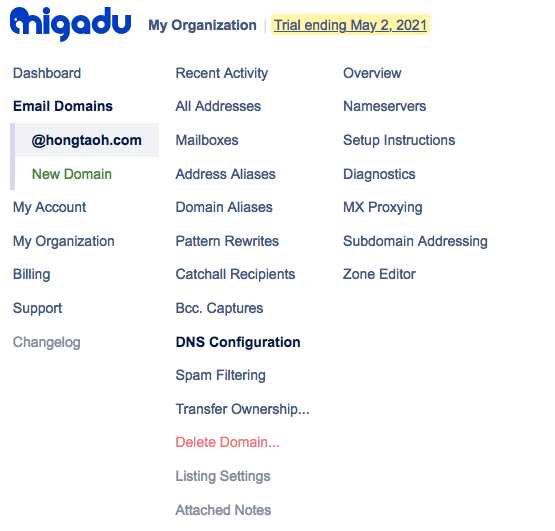 migadu My Organization | Trial ending May 2, 2021
Dashboard
Email Domains
@hongtaoh.com
New Domain
My Account
My Organization
Billing
Support
Changelog
Recent Activity
All Addresses
Mailboxes
Address Aliases
Domain Aliases
Pattern Rewrites
Catchall Recipients
Bcc. Captures
DNS Configuration
Spam Filtering
Transfer Ownership...
Delete Domain...
Listing Settings
Attached Notes
Overview
Nameservers
Setup Instructions
Diagnostics
MX Proxying
Subdomain Addressing
Zone Editor